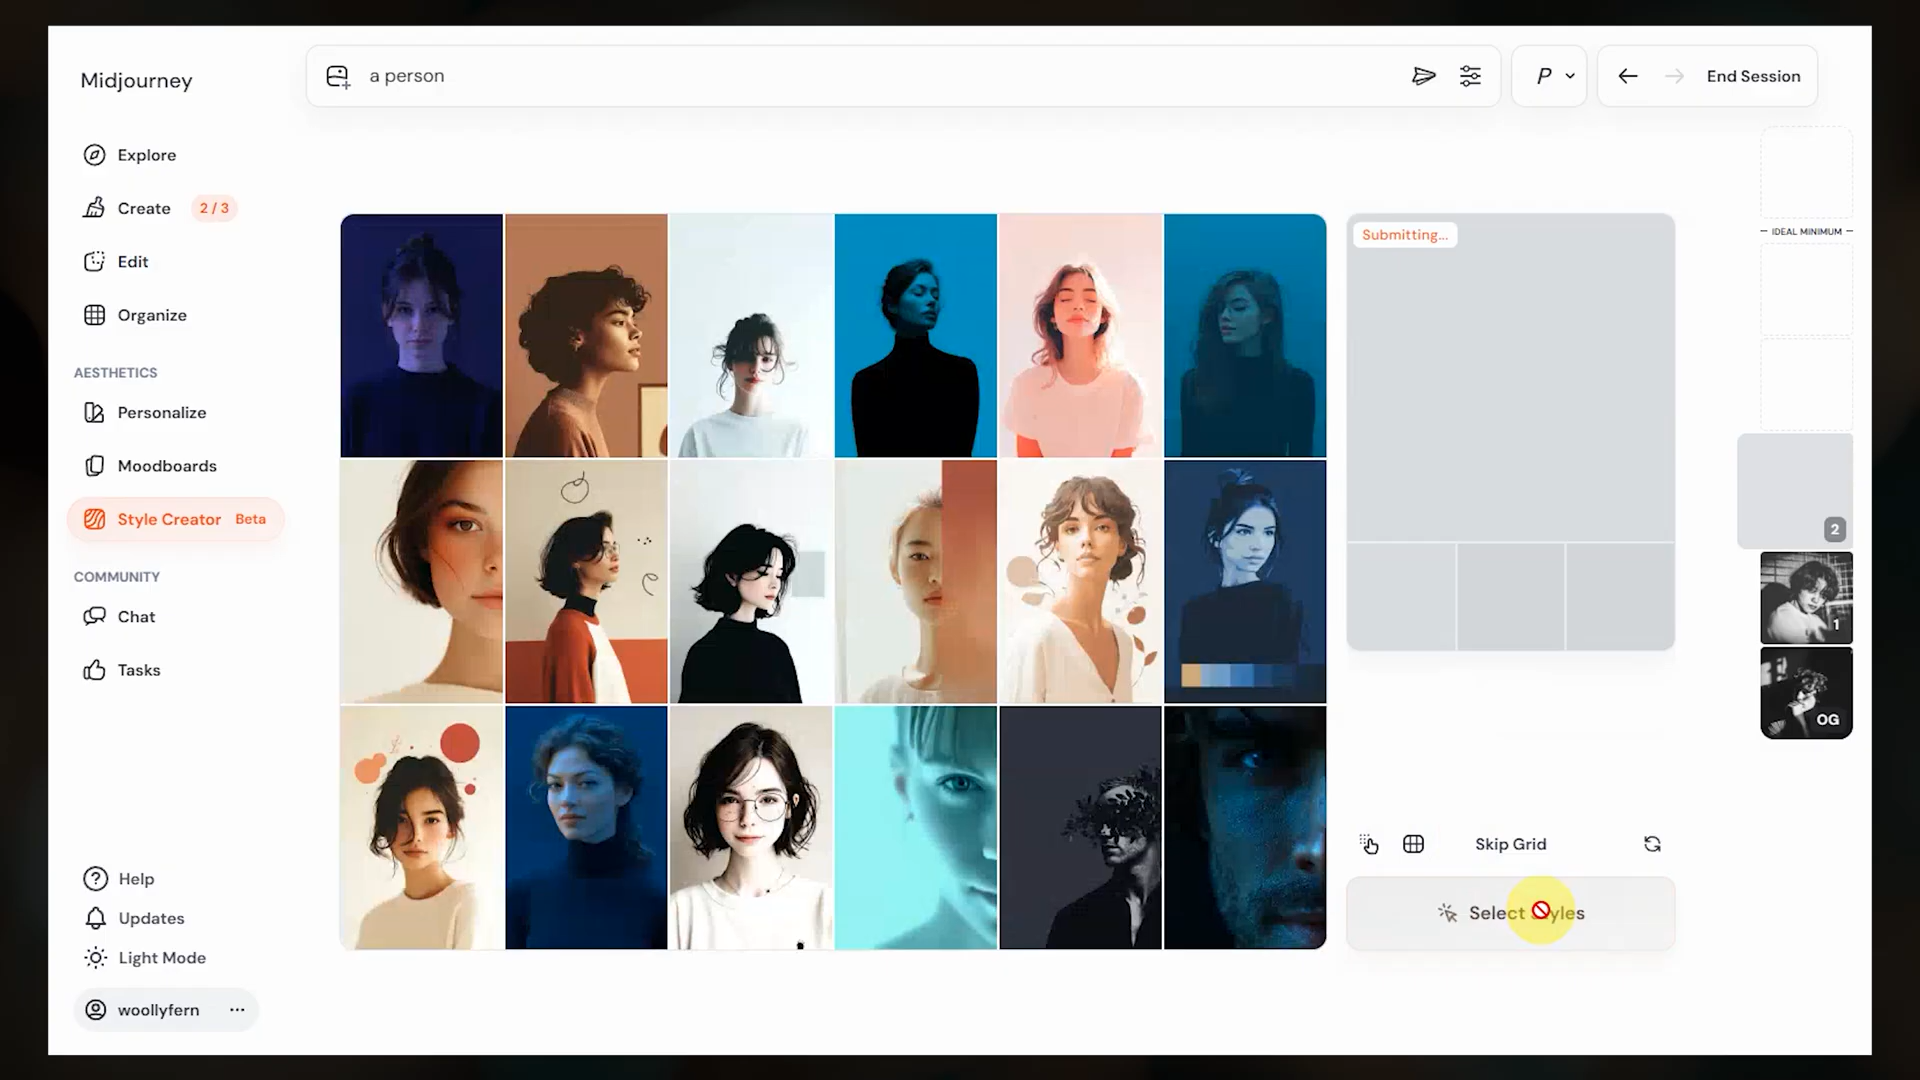 Midjourney
a person
P
End Session
Explore
Create 2 / 3
Edit
Organize
AESTHETICS
Personalize
Moodboards
Style Creator Beta
COMMUNITY
Chat
Tasks
Help
Updates
Light Mode
woollyfern
Submitting...
Skip Grid
Select Styles
IDEAL MINIMUM
2
1
OG